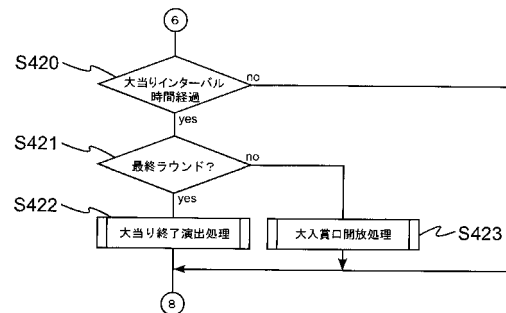 6
S420
大当りインターバル
時間経過
no
yes
S421
最終ラウンド？
no
yes
S422
大当り終了演出処理
大入賞口開放処理
S423
8